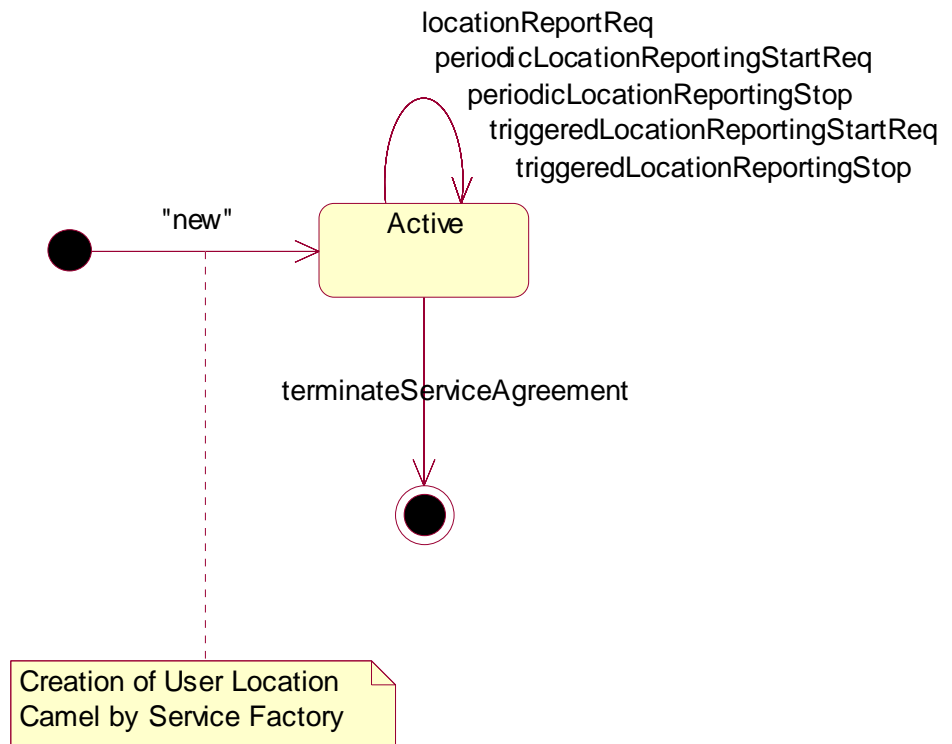 locationReportReq
periodicLocationReportingStartReq
periodicLocationReportingStop
triggeredLocationReportingStartReq
triggeredLocationReportingStop
"new"
Active
terminateServiceAgreement
Creation of User Location
Camel by Service Factory